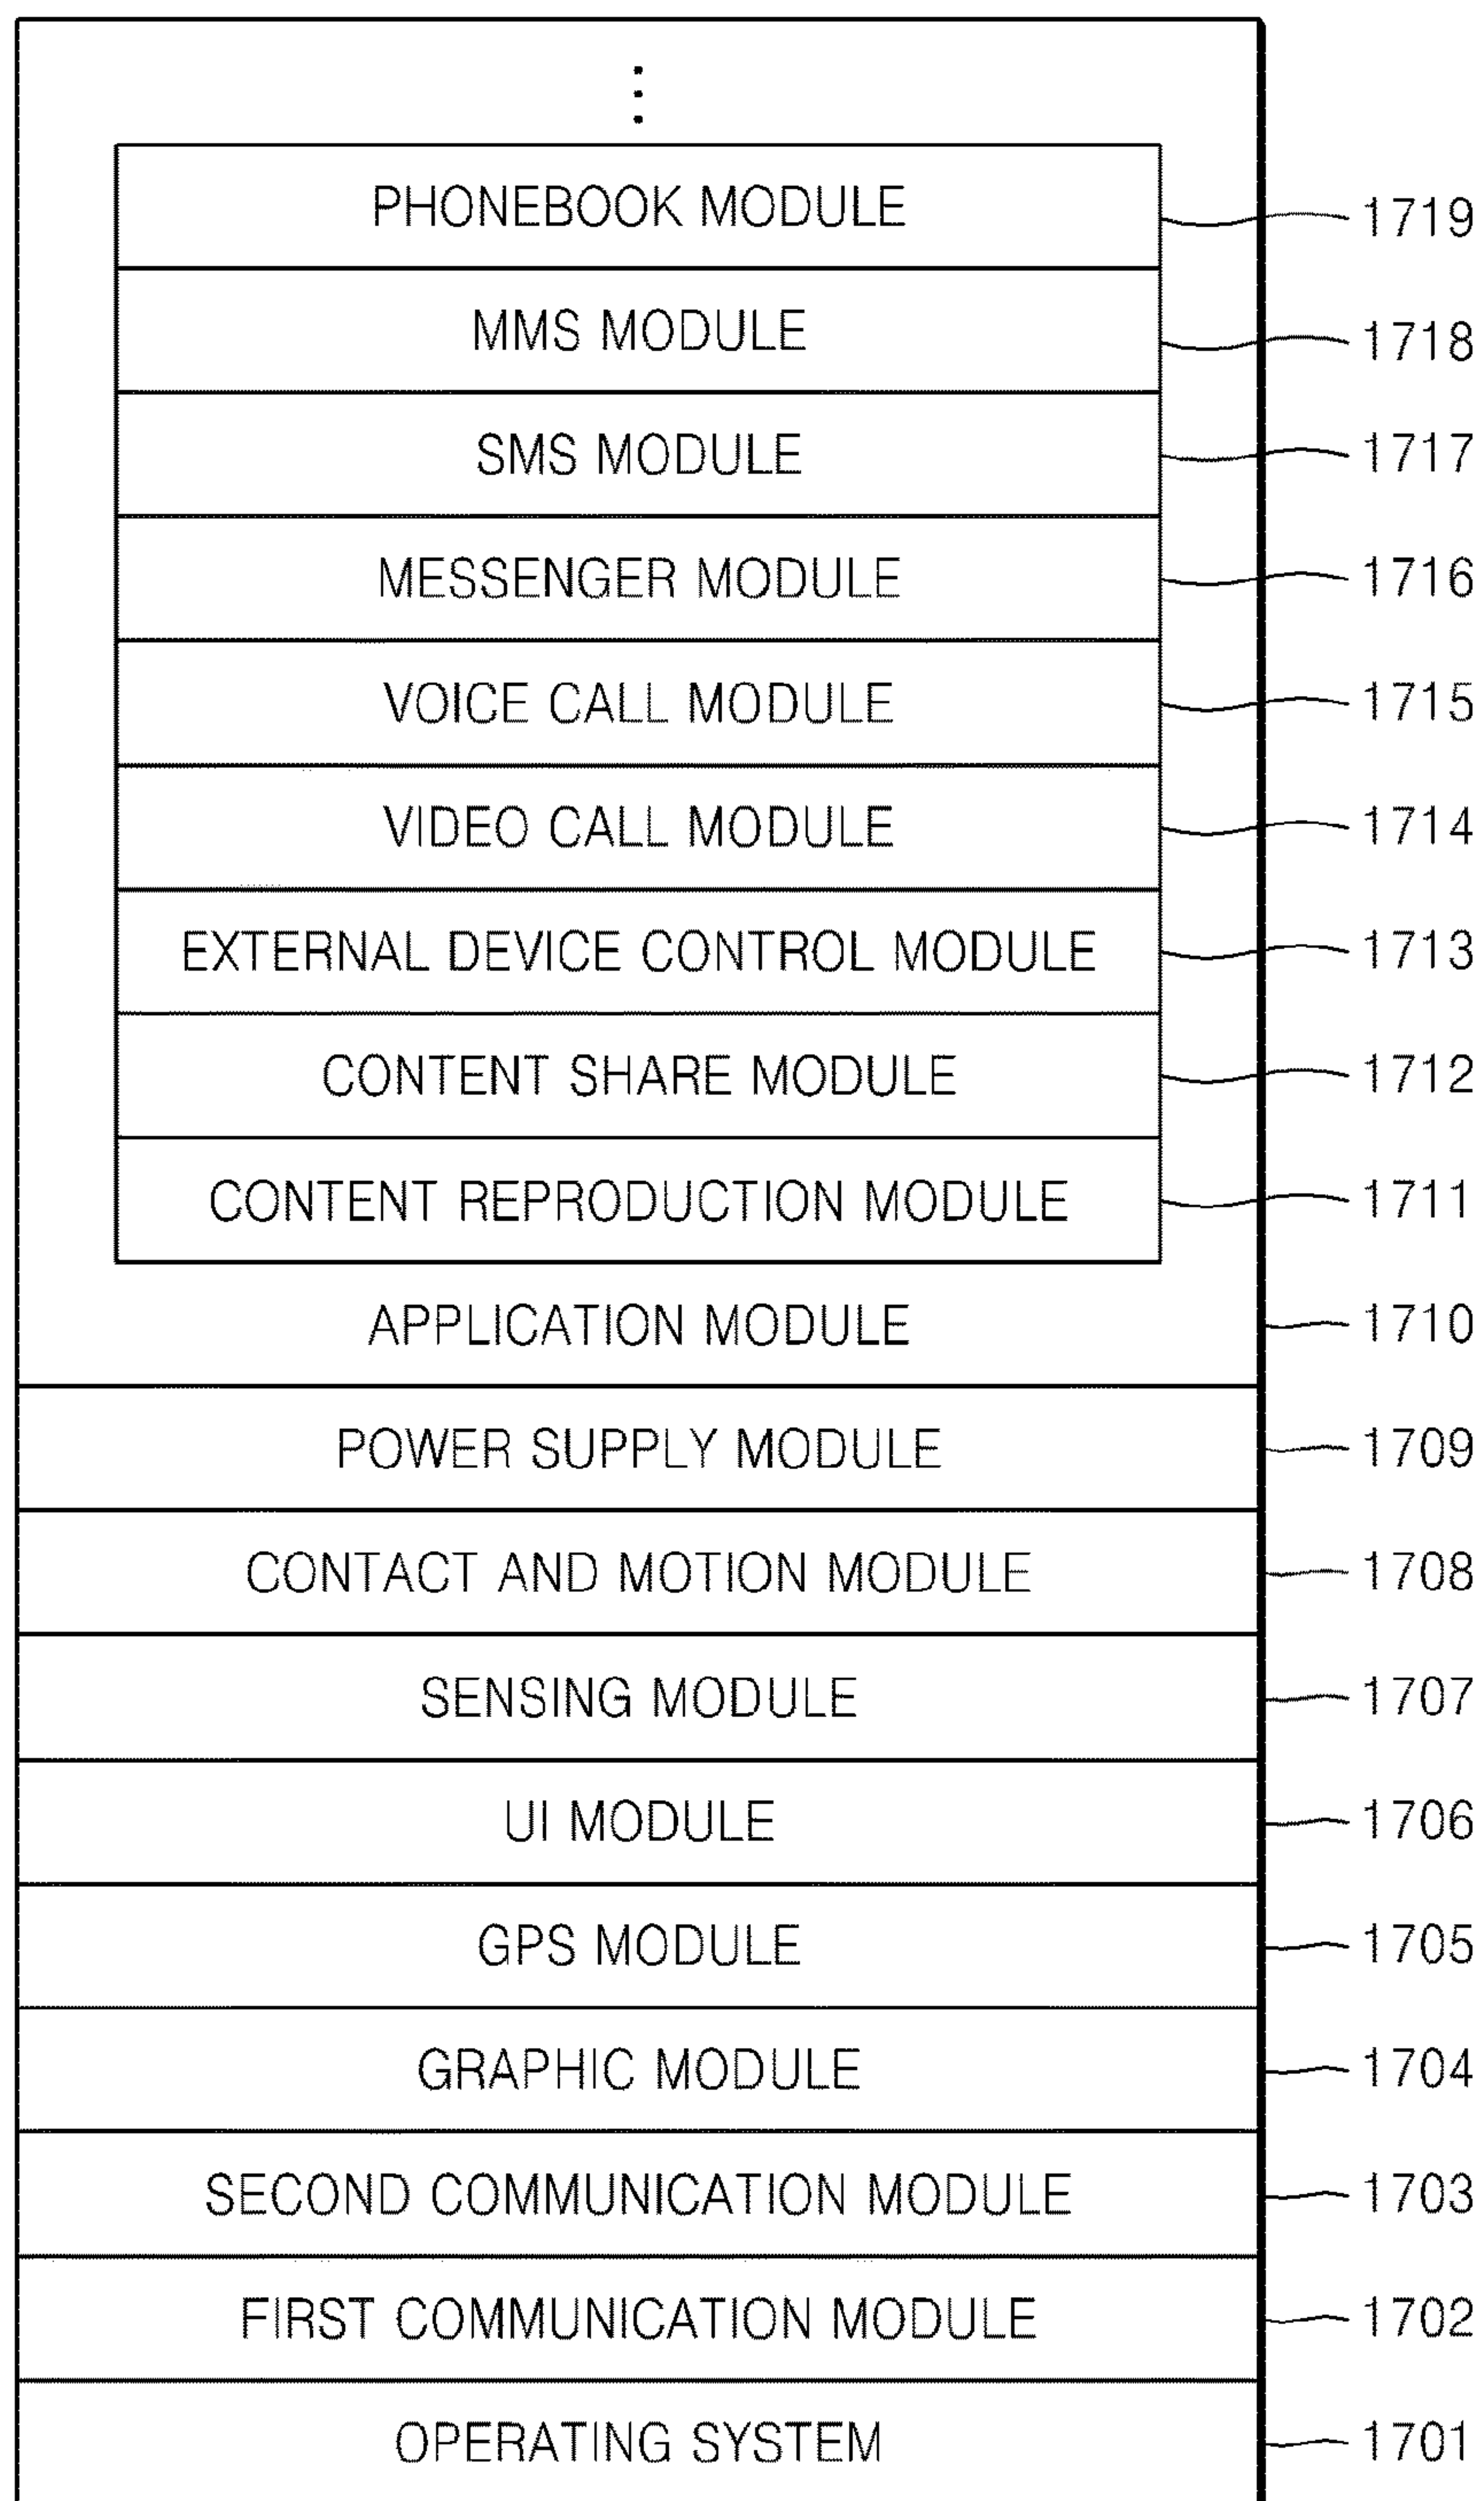 PHONEBOOK MODULE 1719
MMS MODULE 1718
SMS MODULE 1717
MESSENGER MODULE 1716
VOICE CALL MODULE 1715
VIDEO CALL MODULE 1714
EXTERNAL DEVICE CONTROL MODULE 1713
CONTENT SHARE MODULE 1712
CONTENT REPRODUCTION MODULE 1711
APPLICATION MODULE 1710
POWER SUPPLY MODULE 1709
CONTACT AND MOTION MODULE 1708
SENSING MODULE 1707
UI MODULE 1706
GPS MODULE 1705
GRAPHIC MODULE 1704
SECOND COMMUNICATION MODULE 1703
FIRST COMMUNICATION MODULE 1702
OPERATING SYSTEM 1701